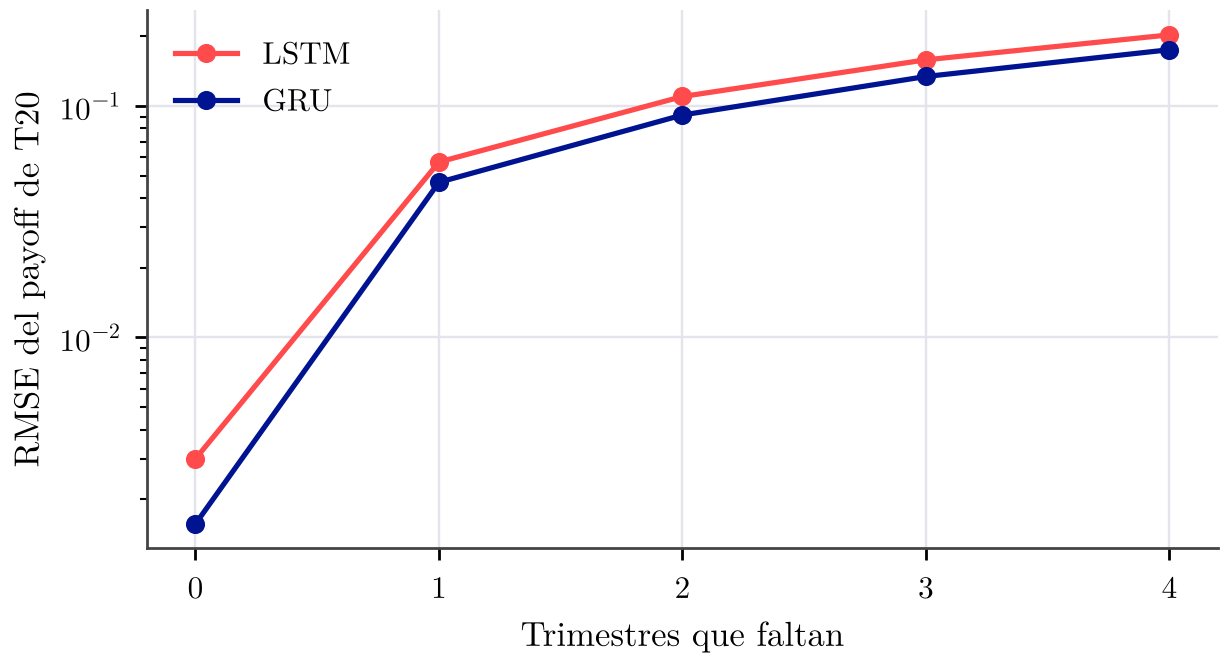 LSTM
GRU
10⁻¹
10⁻²
RMSE del payoff de T20
0 1 2 3 4
Trimestres que faltan